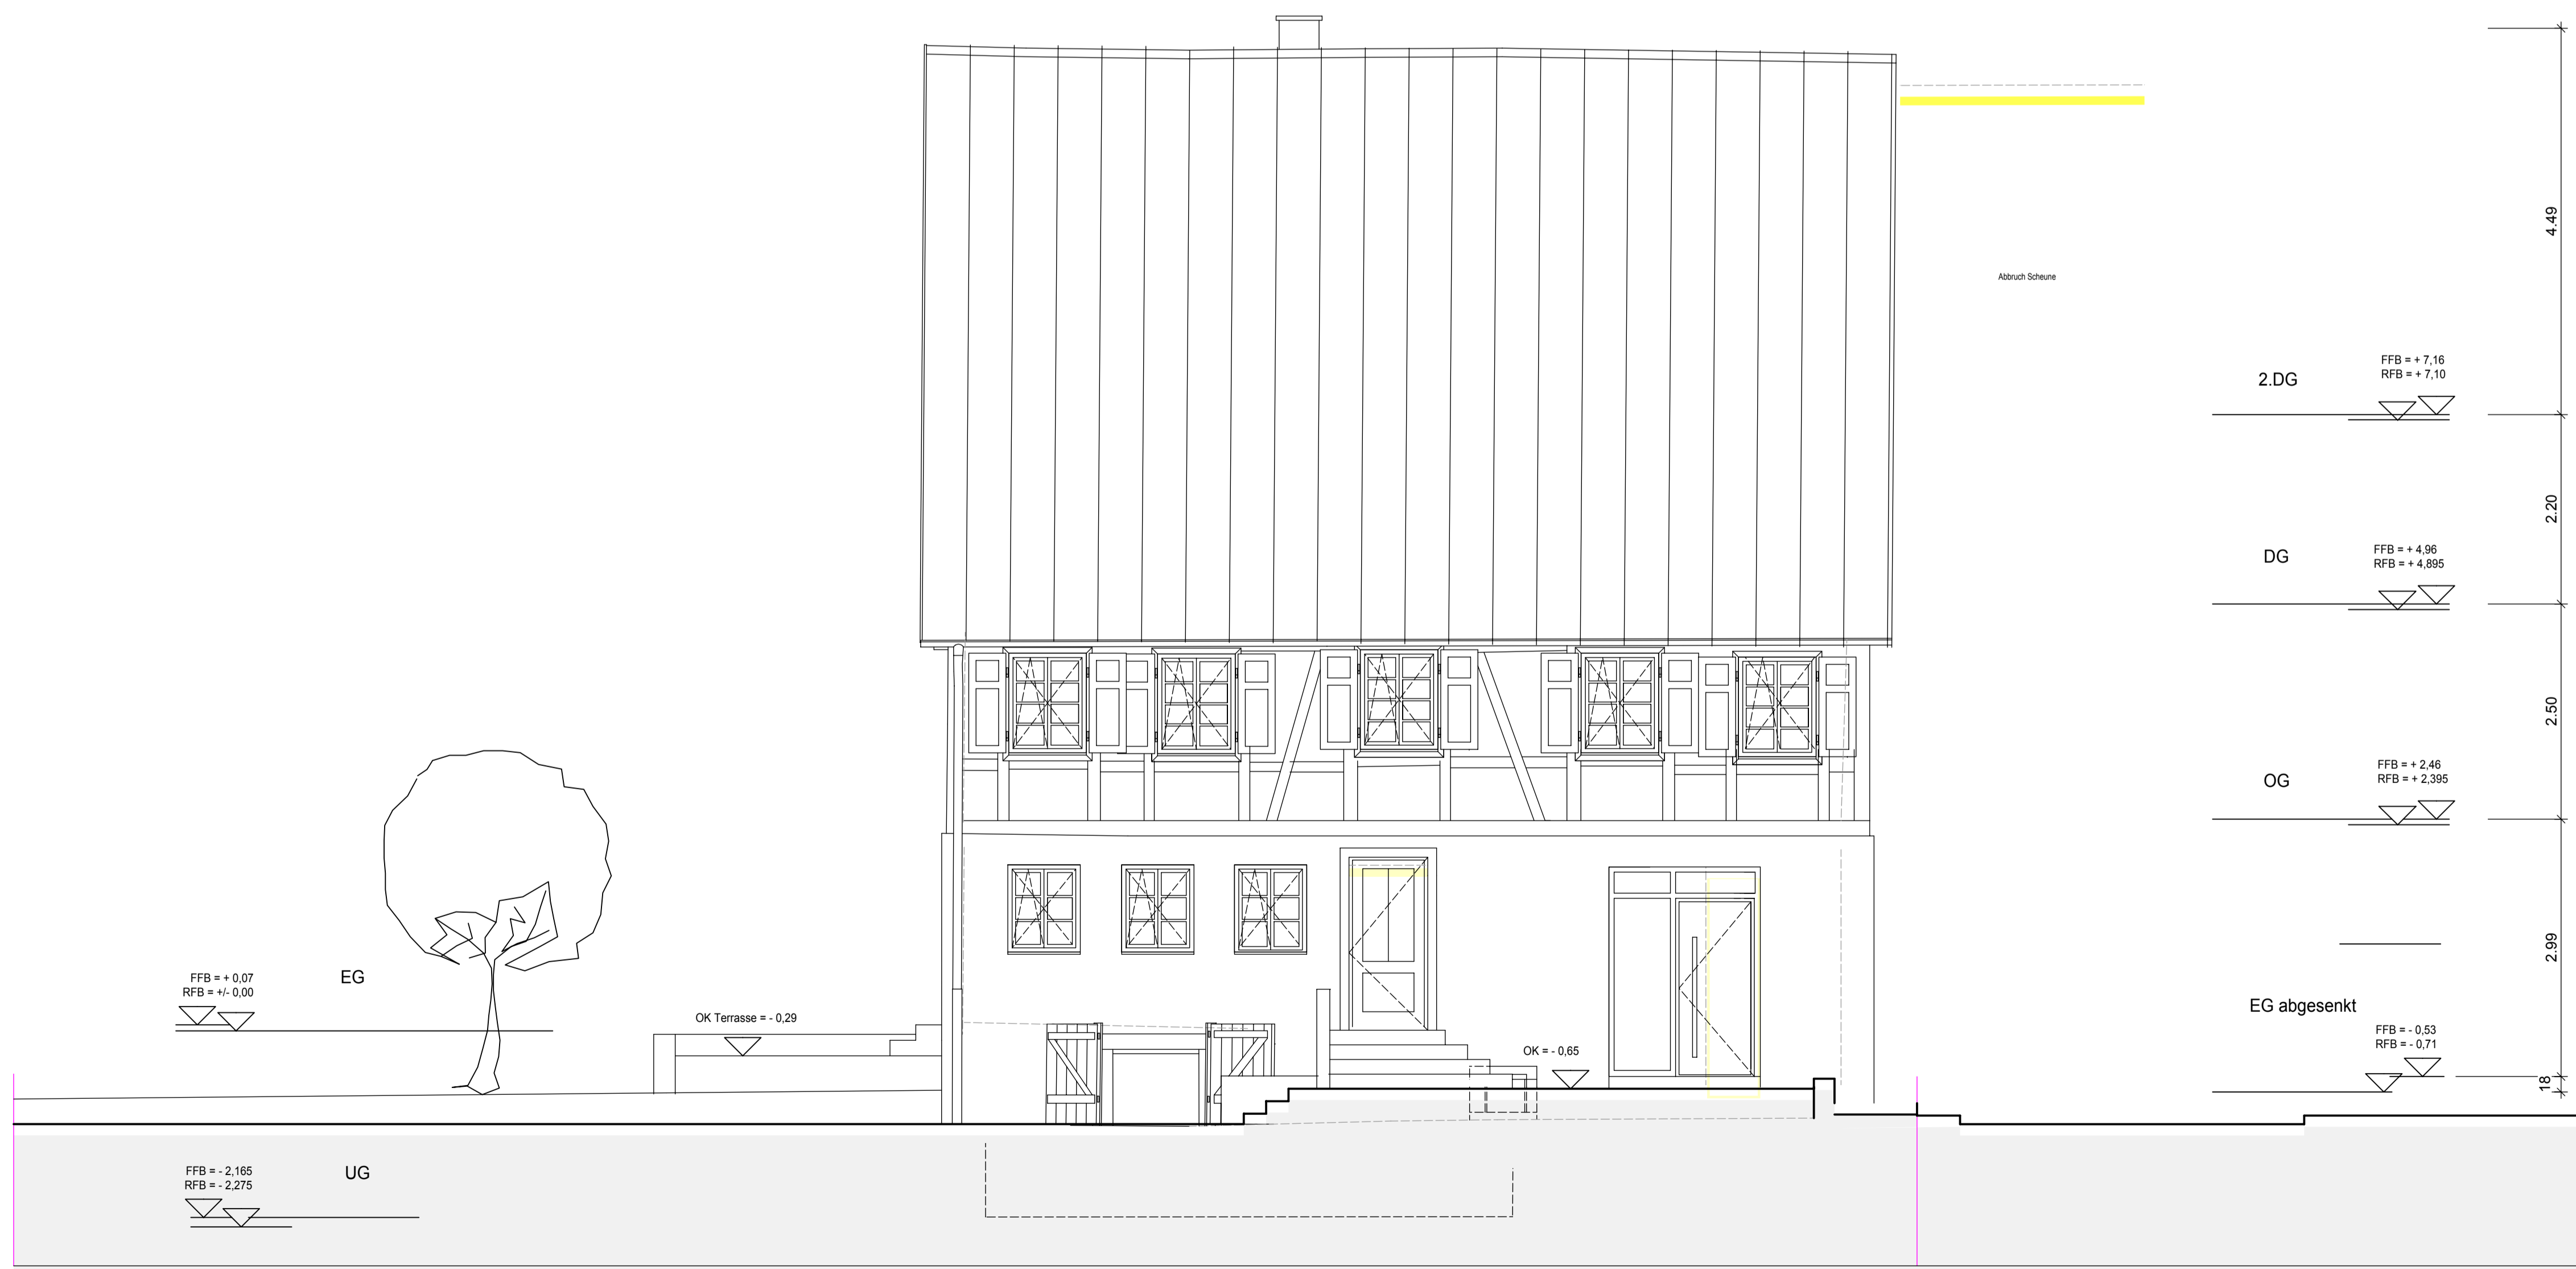 4.49
Abbruch Scheune
2.DG
FFB = + 7,16
RFB = + 7,10
2.20
DG
FFB = + 4,96
RFB = + 4,895
2.50
OG
FFB = + 2,46
RFB = + 2,395
2.99
EG
FFB = + 0,07
RFB = +/- 0,00
OK Terrasse = - 0,29
OK = - 0,65
EG abgesenkt
FFB = - 0,53
RFB = - 0,71
18
UG
FFB = - 2,165
RFB = - 2,275